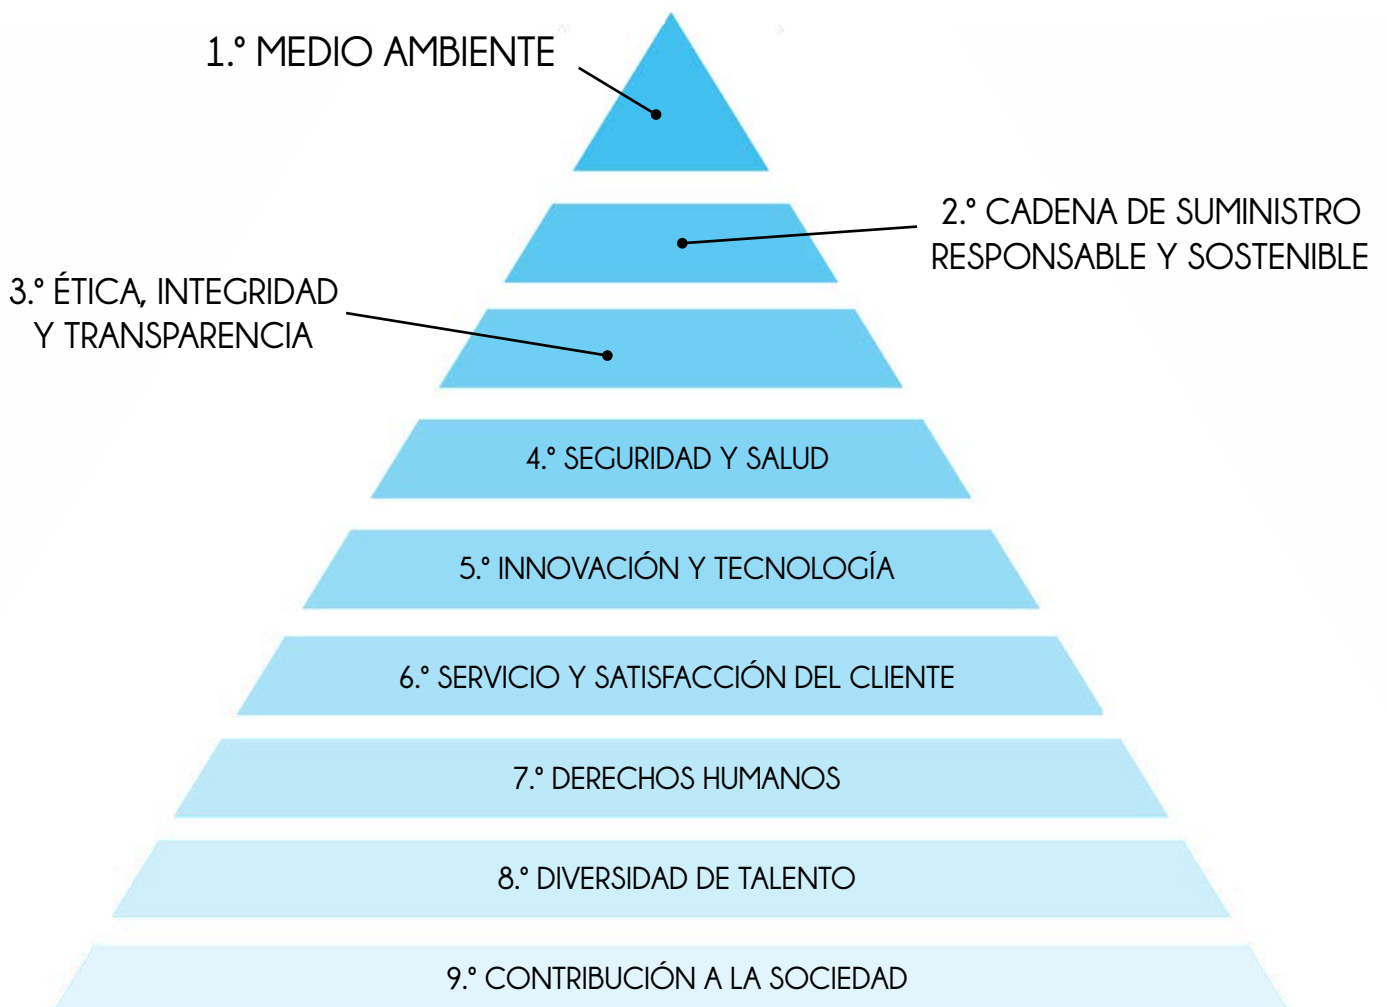 1.º MEDIO AMBIENTE
2.º CADENA DE SUMINISTRO
RESPONSABLE Y SOSTENIBLE
3.º ÉTICA, INTEGRIDAD
Y TRANSPARENCIA
4.º SEGURIDAD Y SALUD
5.º INNOVACIÓN Y TECNOLOGÍA
6.º SERVICIO Y SATISFACCIÓN DEL CLIENTE
7.º DERECHOS HUMANOS
8.º DIVERSIDAD DE TALENTO
9.º CONTRIBUCIÓN A LA SOCIEDAD